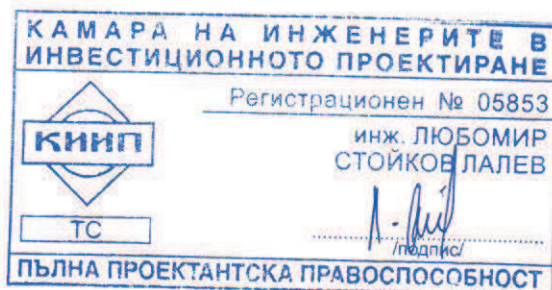 КАМАРА НА ИНЖЕНЕРИТЕ В
ИНВЕСТИЦИОННОТО ПРОЕКТИРАНЕ
Регистрационен № 05853
КИИП
инж. ЛЮБОМИР
СТОЙКОВ ЛАЛЕВ
ТС
/подпис/
ПЪЛНА ПРОЕКТАНТСКА ПРАВОСПОСОБНОСТ